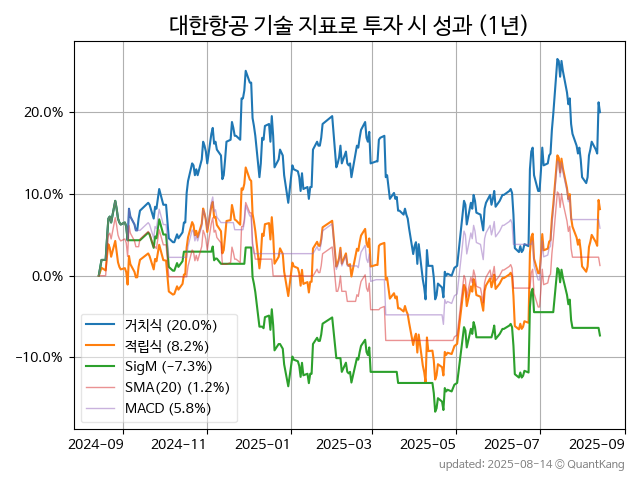 대한항공 기술 지표로 투자 시 성과 (1년)
20.0%
10.0%
0.0%
−10.0%
거치식 (20.0%)
적립식 (8.2%)
SigM (−7.3%)
SMA(20) (1.2%)
MACD (5.8%)
2024-09
2024-11
2025-01
2025-03
2025-05
2025-07
2025-09
updated: 2025-08-14 © QuantKang